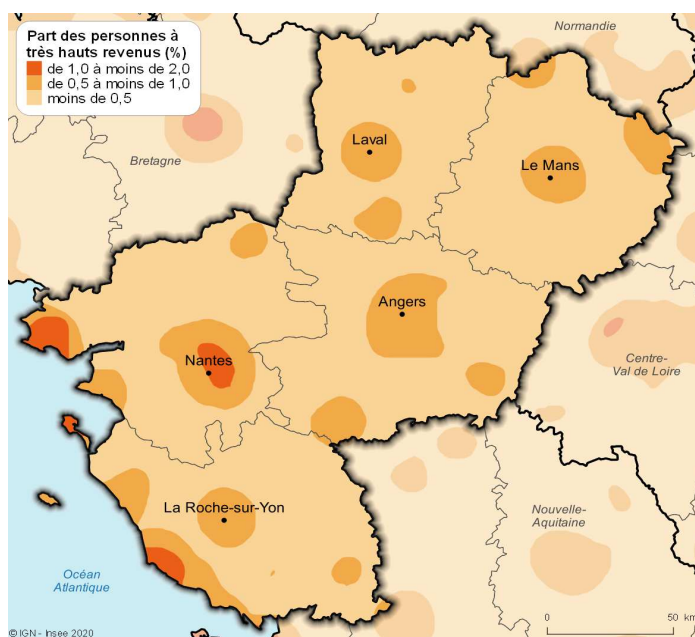 Part des personnes à
très hauts revenus (%)
de 1,0 à moins de 2,0
de 0,5 à moins de 1,0
moins de 0,5
Normandie
Bretagne
Laval
Le Mans
Angers
Nantes
Centre-
Val de Loire
La Roche-sur-Yon
Nouvelle-
Aquitaine
Océan
Atlantique
© IGN - Insee 2020
0 50 km